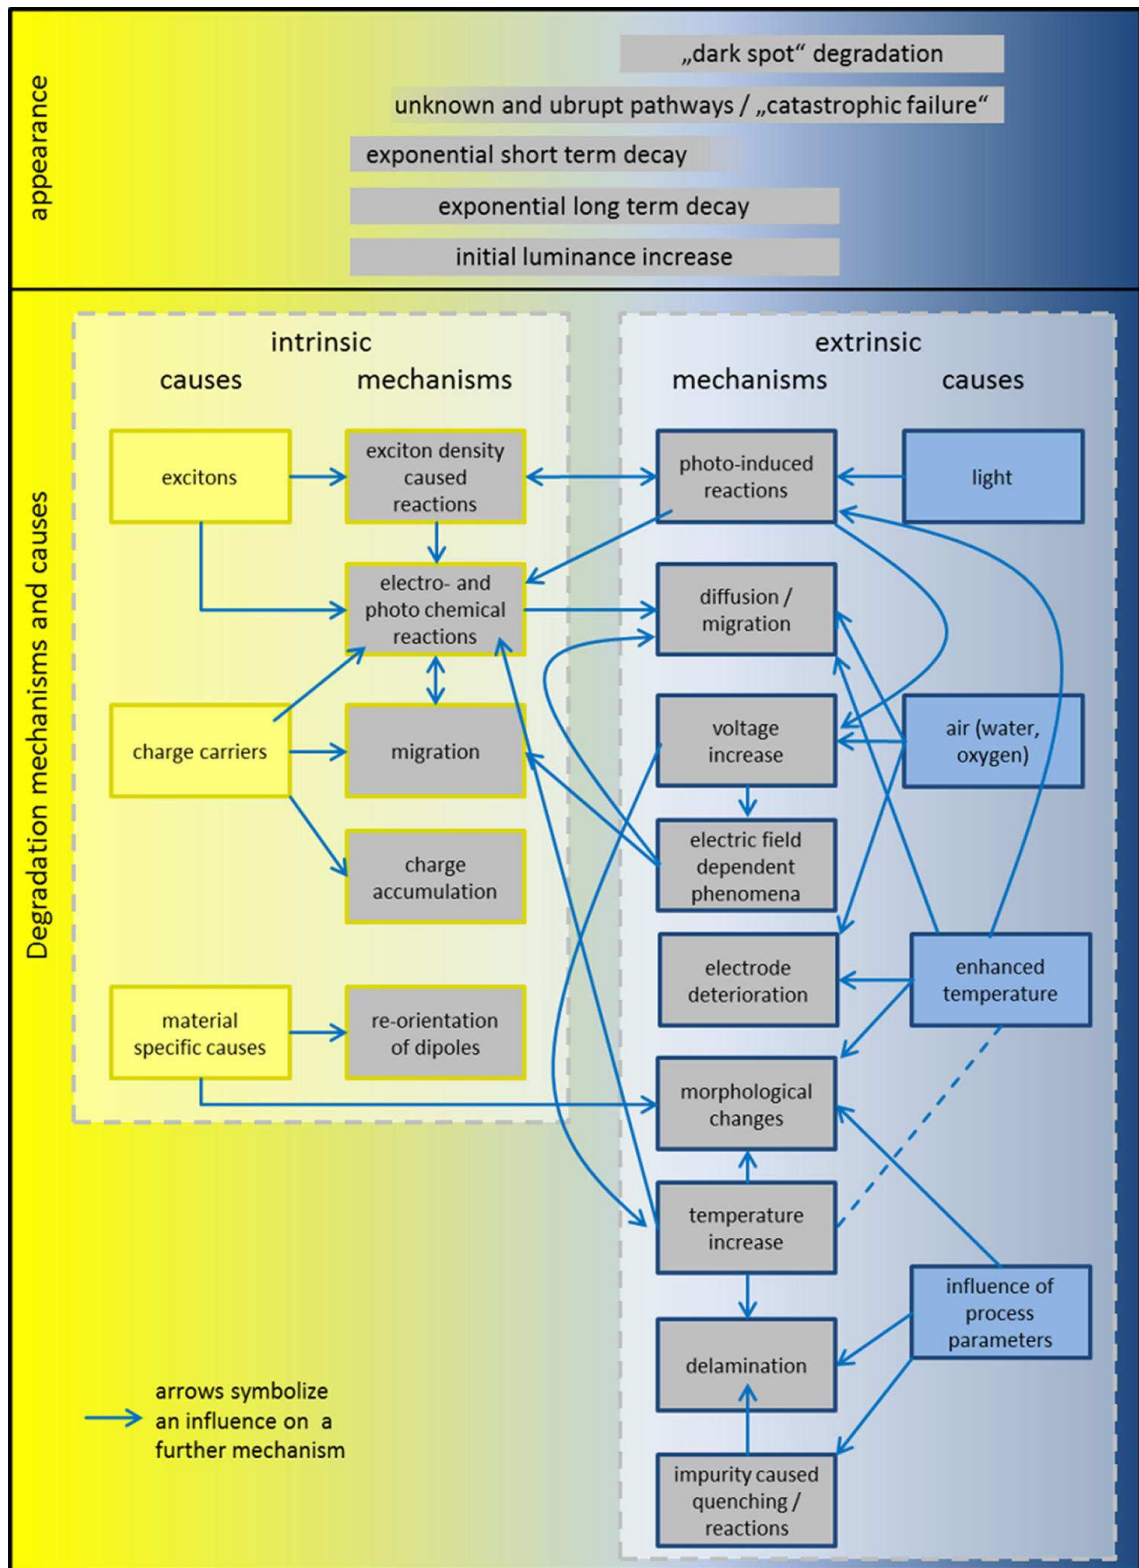 appearance
„dark spot“ degradation
unknown and ubrupt pathways / „catastrophic failure“
exponential short term decay
exponential long term decay
initial luminance increase
Degradation mechanisms and causes
intrinsic
causes
mechanisms
extrinsic
mechanisms
causes
excitons
exciton density
caused
reactions
photo-induced
reactions
light
electro- and
photo chemical
reactions
diffusion /
migration
charge carriers
migration
voltage
increase
air (water,
oxygen)
charge
accumulation
electric field
dependent
phenomena
electrode
deterioration
enhanced
temperature
material
specific causes
re-orientation
of dipoles
morphological
changes
temperature
increase
influence of
process
parameters
delamination
arrows symbolize
an influence on a
further mechanism
impurity caused
quenching /
reactions